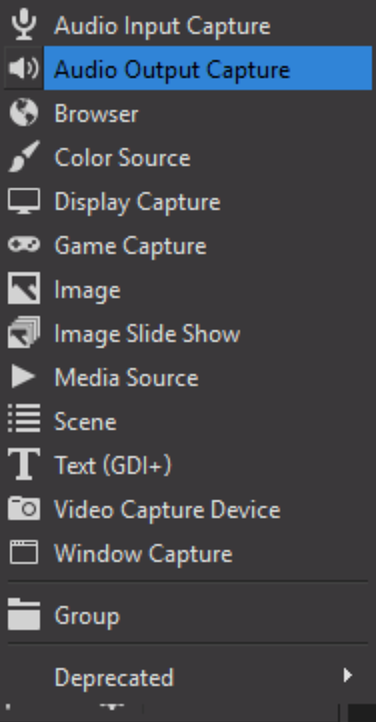 Audio Input Capture
Audio Output Capture
Browser
Color Source
Display Capture
Game Capture
Image
Image Slide Show
Media Source
Scene
Text (GDI+)
Video Capture Device
Window Capture
Group
Deprecated